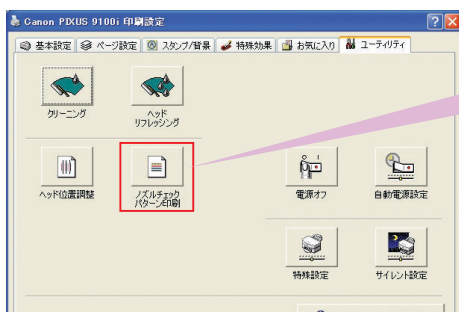 Canon PIXUS 9100i 印刷設定
基本設定 ページ設定 スタンプ/背景 特殊効果 お気に入り ユーティリティ
クリーニング
ヘッド
リフレッシング
ヘッド位置調整
ノズルチェック
パターン印刷
電源オフ
自動電源設定
特殊設定
サイレント設定